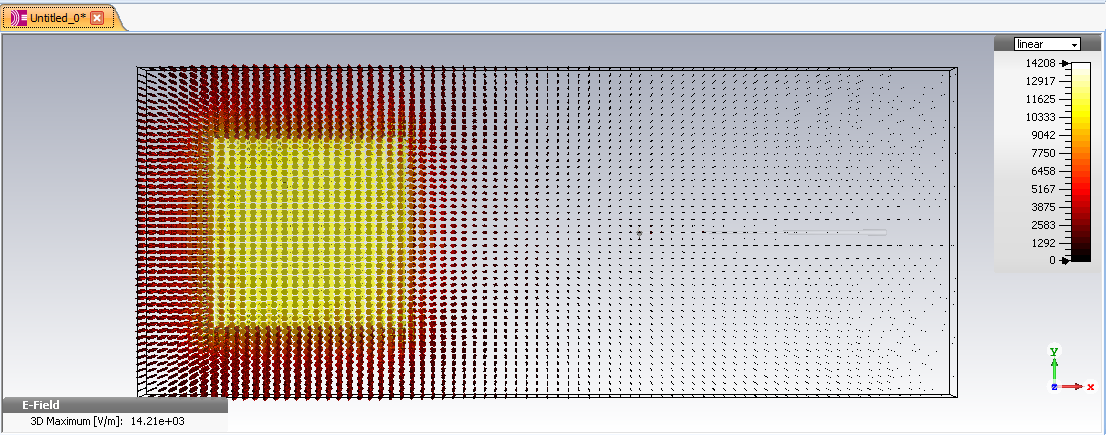 Untitled_0*
linear
14208
12917
11625
10333
9042
7750
6458
5167
3875
2583
1292
0
y
z x
E-Field
3D Maximum [V/m]: 14.21e+03